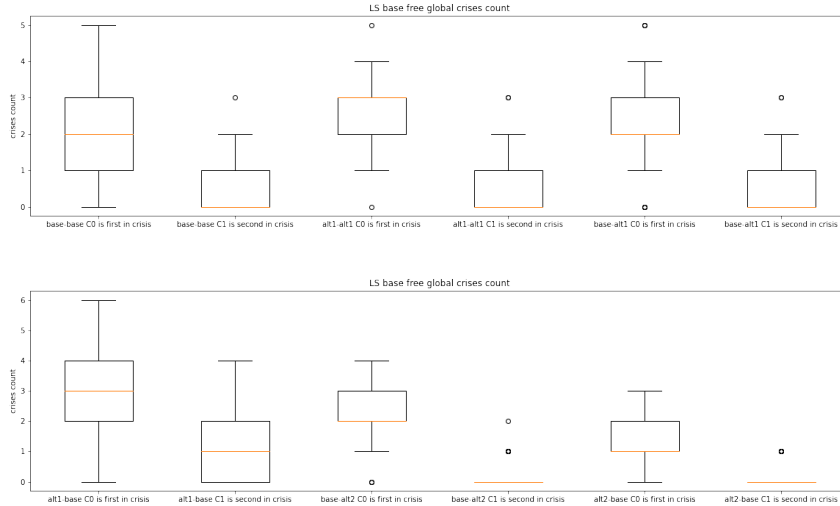 LS base free global crises count
crises count
5
4
3
2
1
0
base-base C0 is first in crisis
base-base C1 is second in crisis
alt1-alt1 C0 is first in crisis
alt1-alt1 C1 is second in crisis
base-alt1 C0 is first in crisis
base-alt1 C1 is second in crisis
LS base free global crises count
crises count
6
5
4
3
2
1
0
alt1-base C0 is first in crisis
alt1-base C1 is second in crisis
base-alt2 C0 is first in crisis
base-alt2 C1 is second in crisis
alt2-base C0 is first in crisis
alt2-base C1 is second in crisis